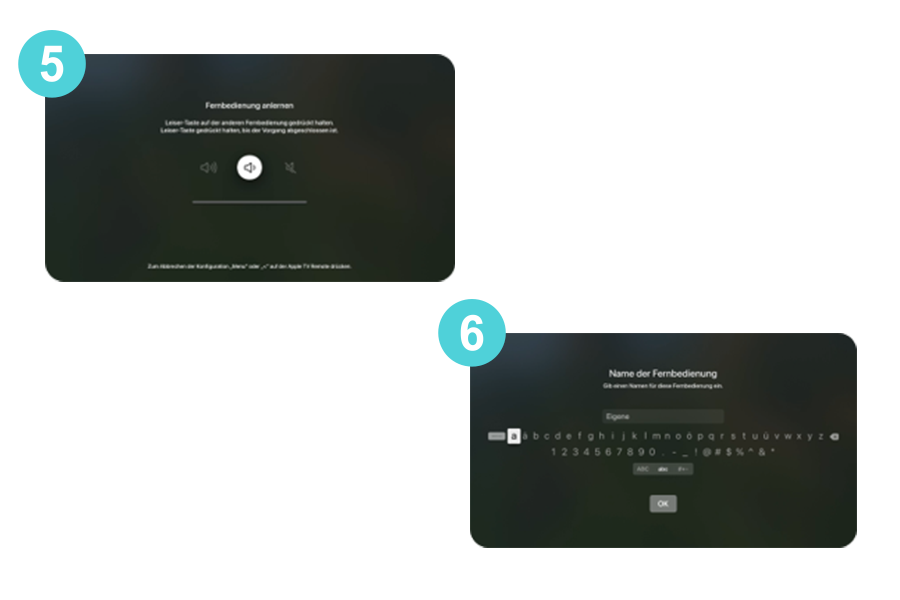 5
Fernbedienung anlernen
Leiser-Taste auf der anderen Fernbedienung gedrückt halten.
Leiser-Taste gedrückt halten, bis der Vorgang abgeschlossen ist.
Zum Abbrechen der Konfiguration „Menü“ oder „<“ auf der Apple TV Remote drücken.
6
Name der Fernbedienung
Gib einen Namen für diese Fernbedienung ein.
Eigene
a ä b c d e f g h i j k l m n o ö p q r s t u ü v w x y z
1 2 3 4 5 6 7 8 9 0 . - _ ! @ # $ % ^ & *
ABC abc #+-
OK